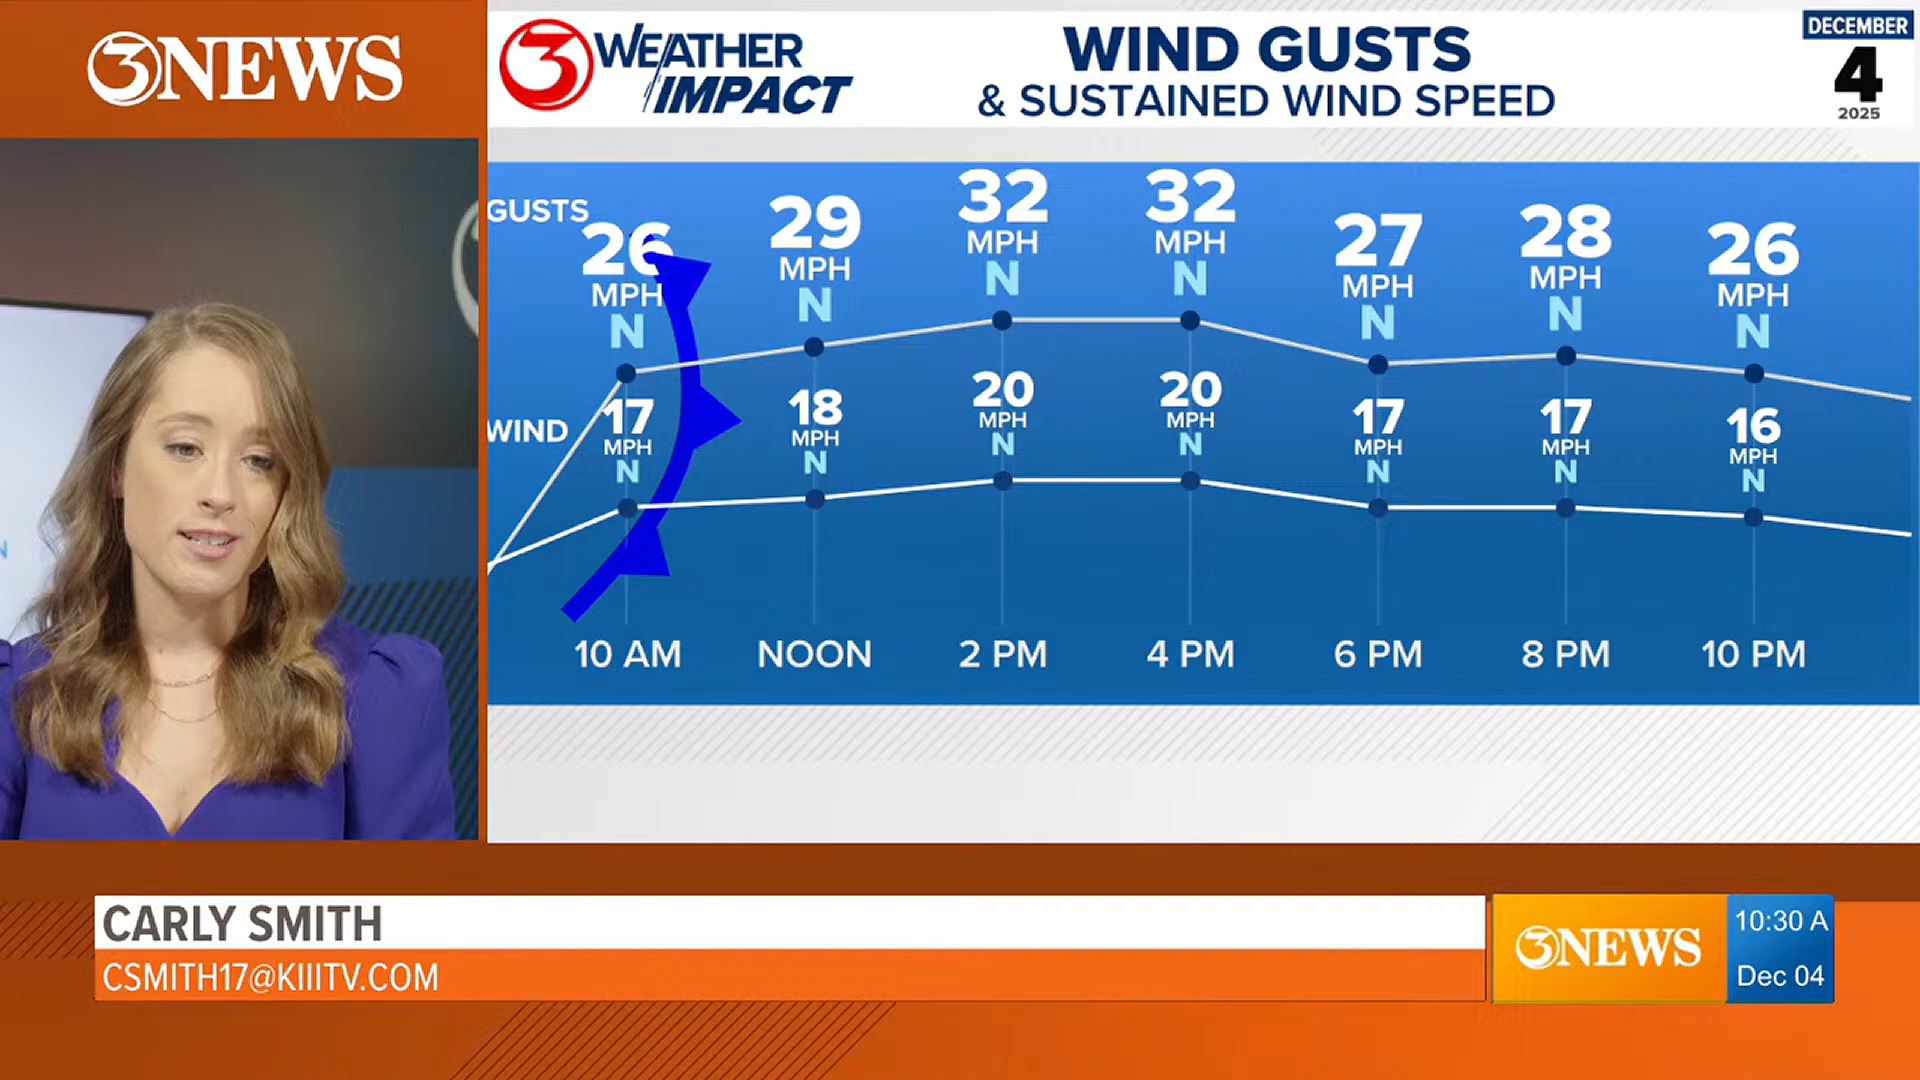 3NEWS
3 WEATHER
IMPACT
WIND GUSTS
& SUSTAINED WIND SPEED
DECEMBER
4
2025
GUSTS
26 MPH N
29 MPH N
32 MPH N
32 MPH N
27 MPH N
28 MPH N
26 MPH N
WIND
17 MPH N
18 MPH N
20 MPH N
20 MPH N
17 MPH N
17 MPH N
16 MPH N
10 AM NOON 2 PM 4 PM 6 PM 8 PM 10 PM
N
CARLY SMITH
CSMITH17@KIIITV.COM
3NEWS
10:30 A
Dec 04